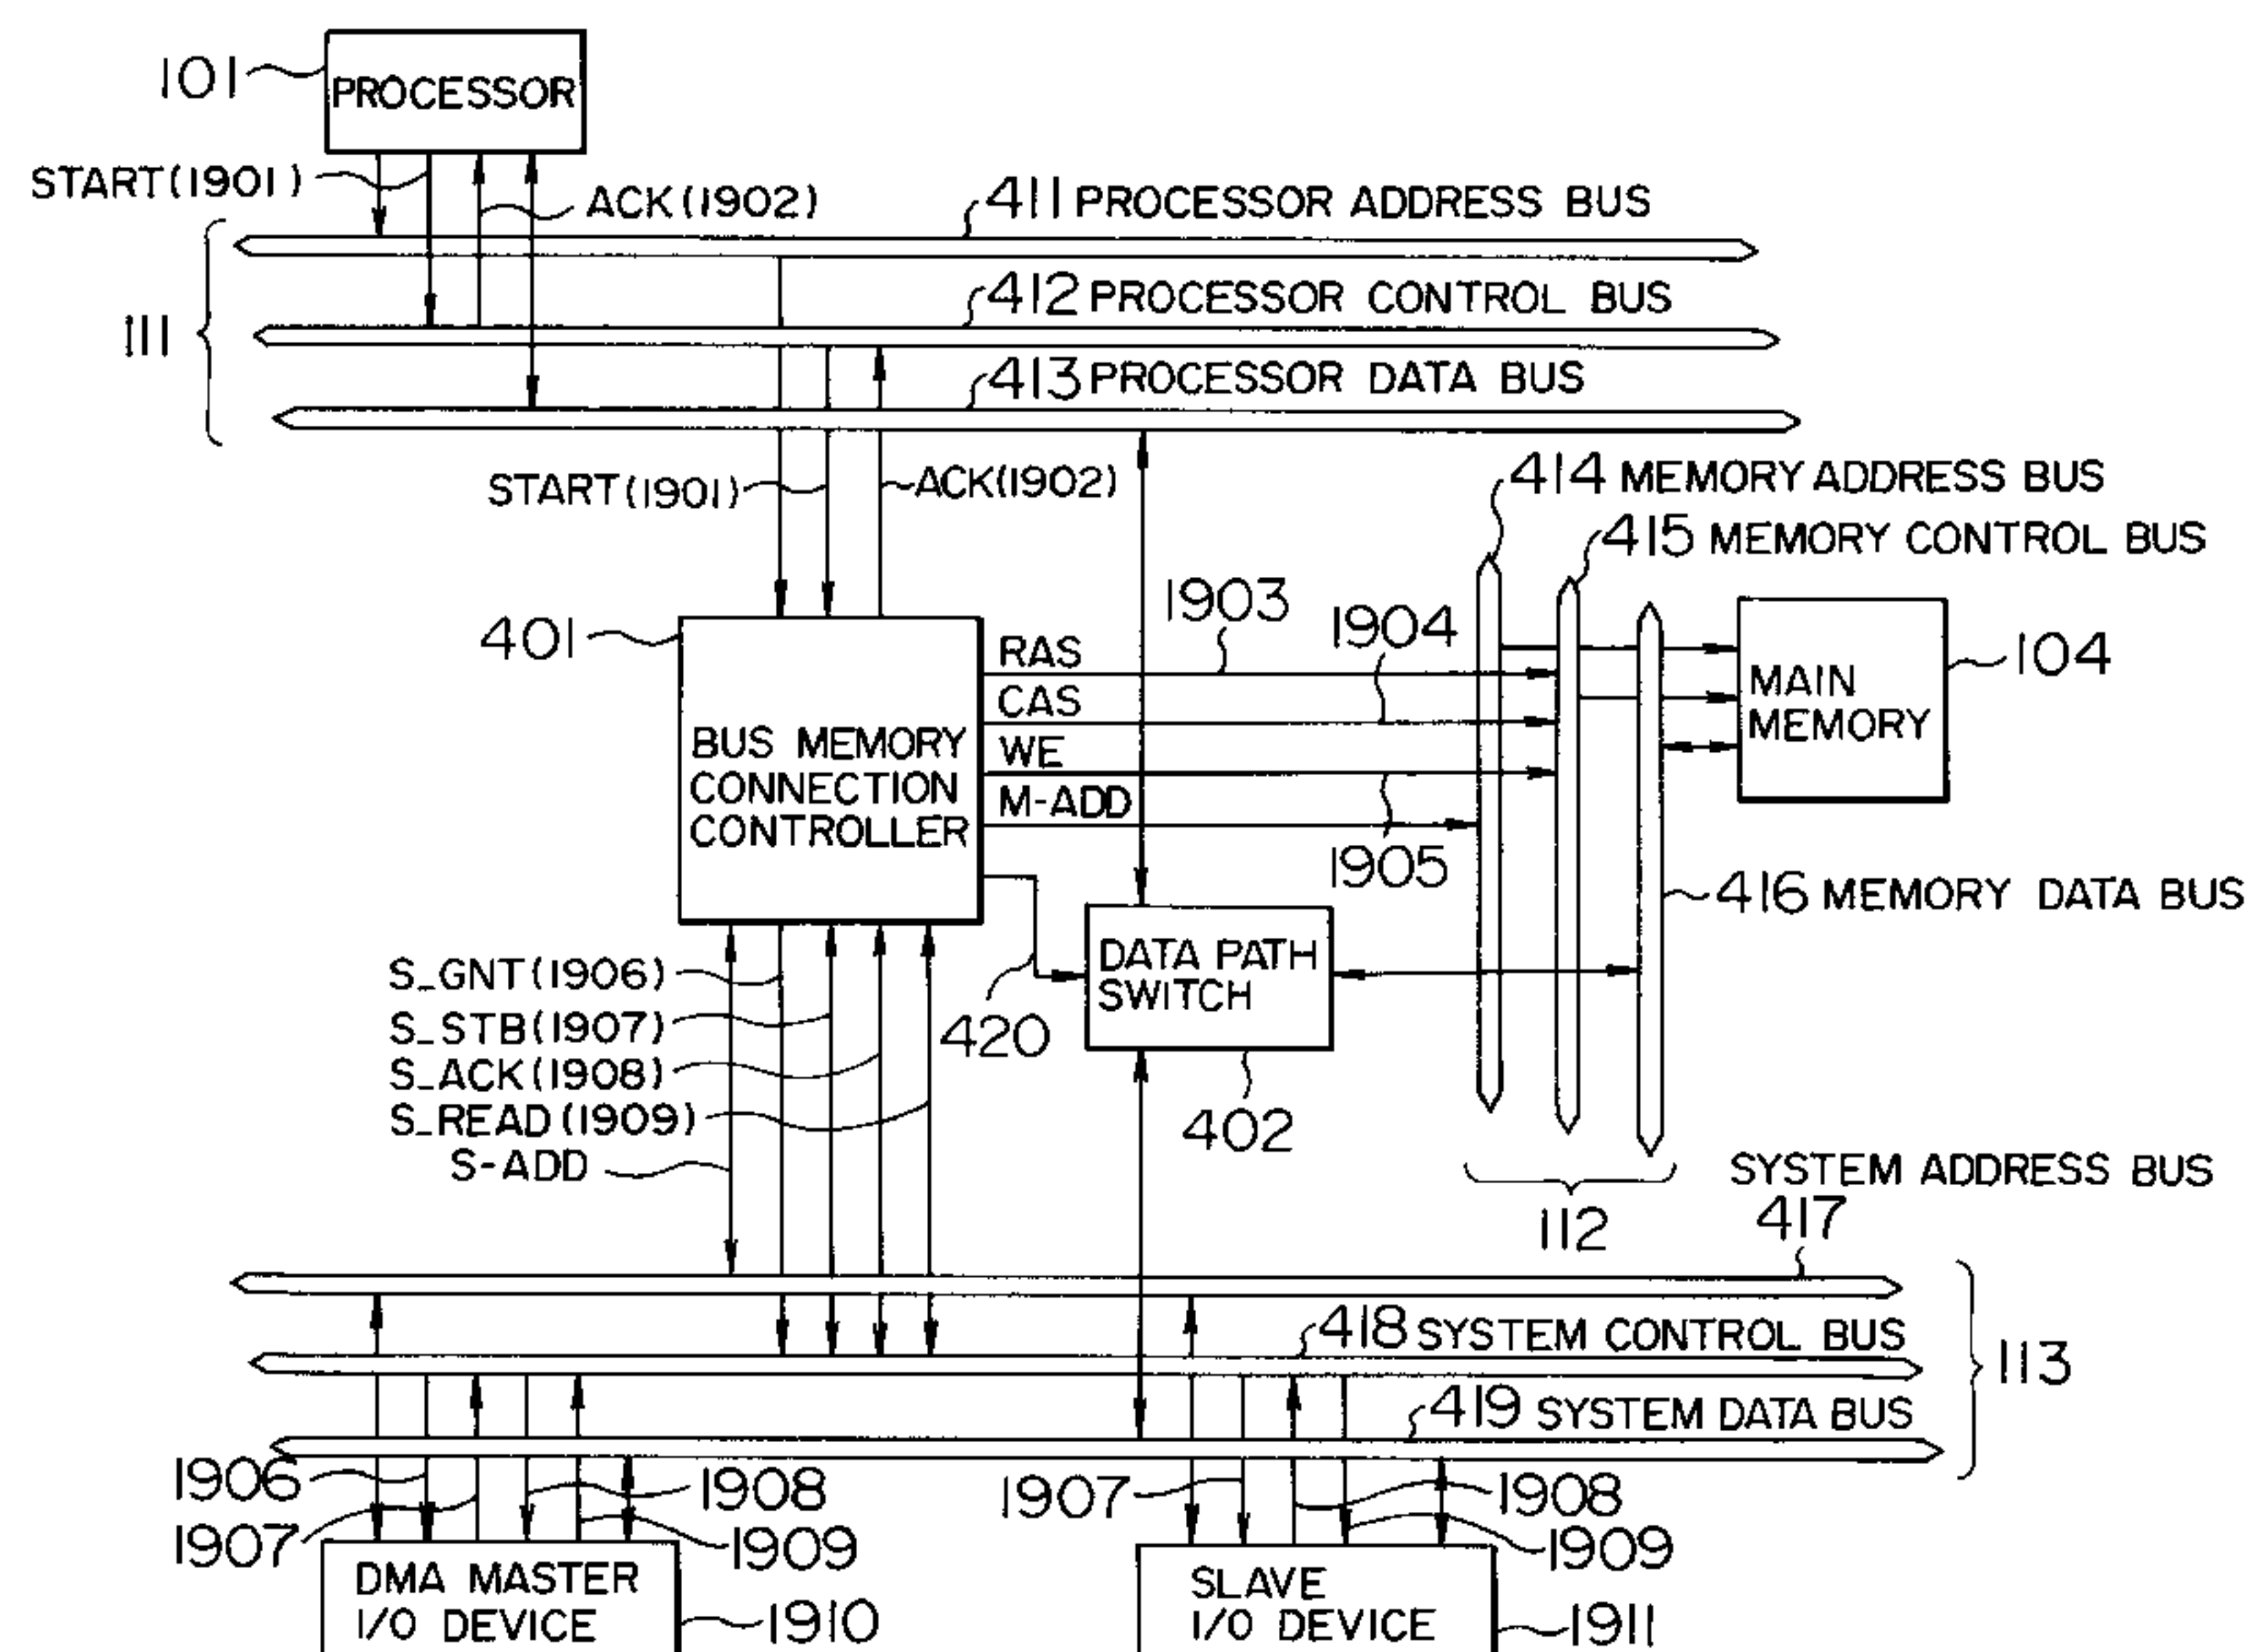 101
PROCESSOR
START(1901)
ACK(1902)
411 PROCESSOR ADDRESS BUS
412 PROCESSOR CONTROL BUS
111
413 PROCESSOR DATA BUS
START(1901)
ACK(1902)
414 MEMORY ADDRESS BUS
415 MEMORY CONTROL BUS
401
RAS
1903
1904
104
CAS
MAIN
MEMORY
BUS MEMORY
CONNECTION
CONTROLLER
WE
M-ADD
1905
416 MEMORY DATA BUS
DATA PATH
SWITCH
S_GNT(1906)
S_STB(1907)
420
S_ACK(1908)
S_READ(1909)
402
S-ADD
SYSTEM ADDRESS BUS
417
112
418 SYSTEM CONTROL BUS
113
419 SYSTEM DATA BUS
1906
1908
1907
1908
1907
1909
1909
DMA MASTER
I/O DEVICE
1910
SLAVE
I/O DEVICE
1911